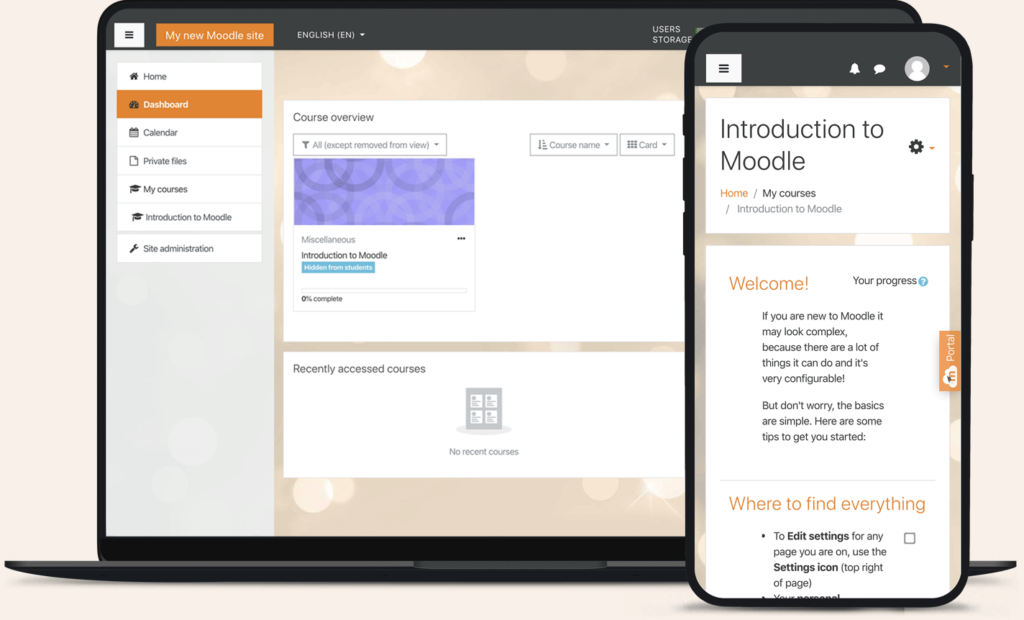 My new Moodle site
ENGLISH (EN)
USERS
STORAGE
Home
Dashboard
Calendar
Private files
My courses
Introduction to Moodle
Site administration
Course overview
All (except removed from view)
Course name
Card
Miscellaneous
Introduction to Moodle
Hidden from students
0% complete
Recently accessed courses
No recent courses
Introduction to
Moodle
Home / My courses
/ Introduction to Moodle
Welcome!
Your progress
If you are new to Moodle it
may look complex,
because there are a lot of
things it can do and it's
very configurable!
But don't worry, the basics
are simple. Here are some
tips to get you started:
Portal
Where to find everything
• To Edit settings for any
page you are on, use the
Settings icon (top right
of page)
• Your personal